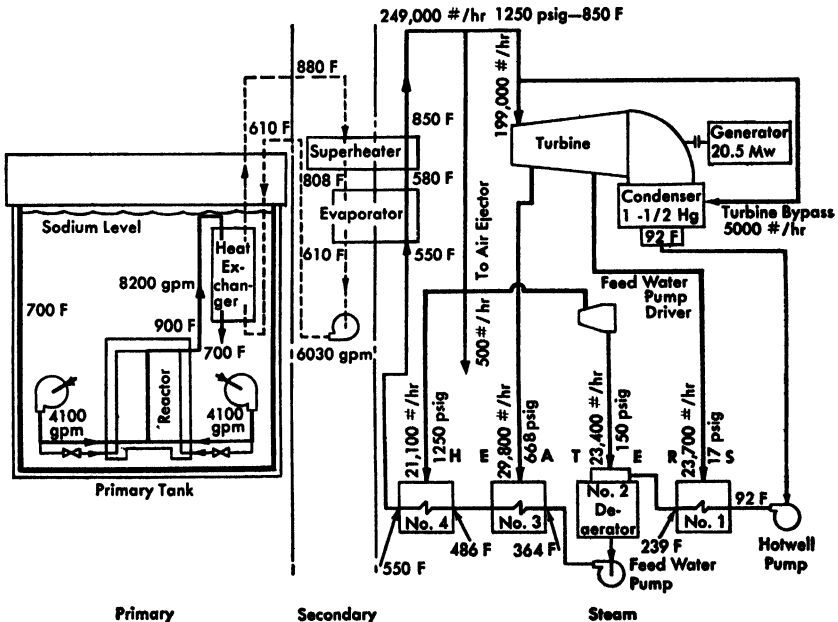 249,000 #/hr 1250 psig—850 F
880 F
610 F
850 F
199,000 #/hr
Turbine
Generator
20.5 Mw
Superheater
808 F
580 F
Condenser
1-1/2 Hg
Sodium Level
Evaporator
92 F
Turbine Bypass
5000 #/hr
Heat
Ex-
chan-
ger
610 F
550 F
To Air Ejector
8200 gpm
700 F
Feed Water
Pump
Driver
900 F
700 F
6030 gpm
500#/hr
Reactor
4100
gpm
4100
gpm
21,100 #/hr
1250 psig
29,800 #/hr
668 psig
23,400 #/hr
150 psig
23,700 #/hr
17 psig
H E A T E R S
Primary Tank
No. 4
No. 3
No. 2
De-
aerator
No. 1
92 F
550 F
486 F
364 F
239 F
Feed Water
Pump
Hotwell
Pump
Primary
Secondary
Steam